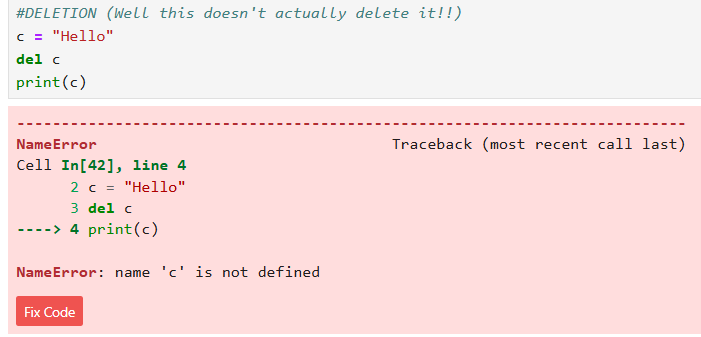 #DELETION (Well this doesn't actually delete it!!)
c = "Hello"
del c
print(c)
---------------------------------------------------------------------------
NameError                                 Traceback (most recent call last)
Cell In[42], line 4
      2 c = "Hello"
      3 del c
----> 4 print(c)

NameError: name 'c' is not defined
Fix Code